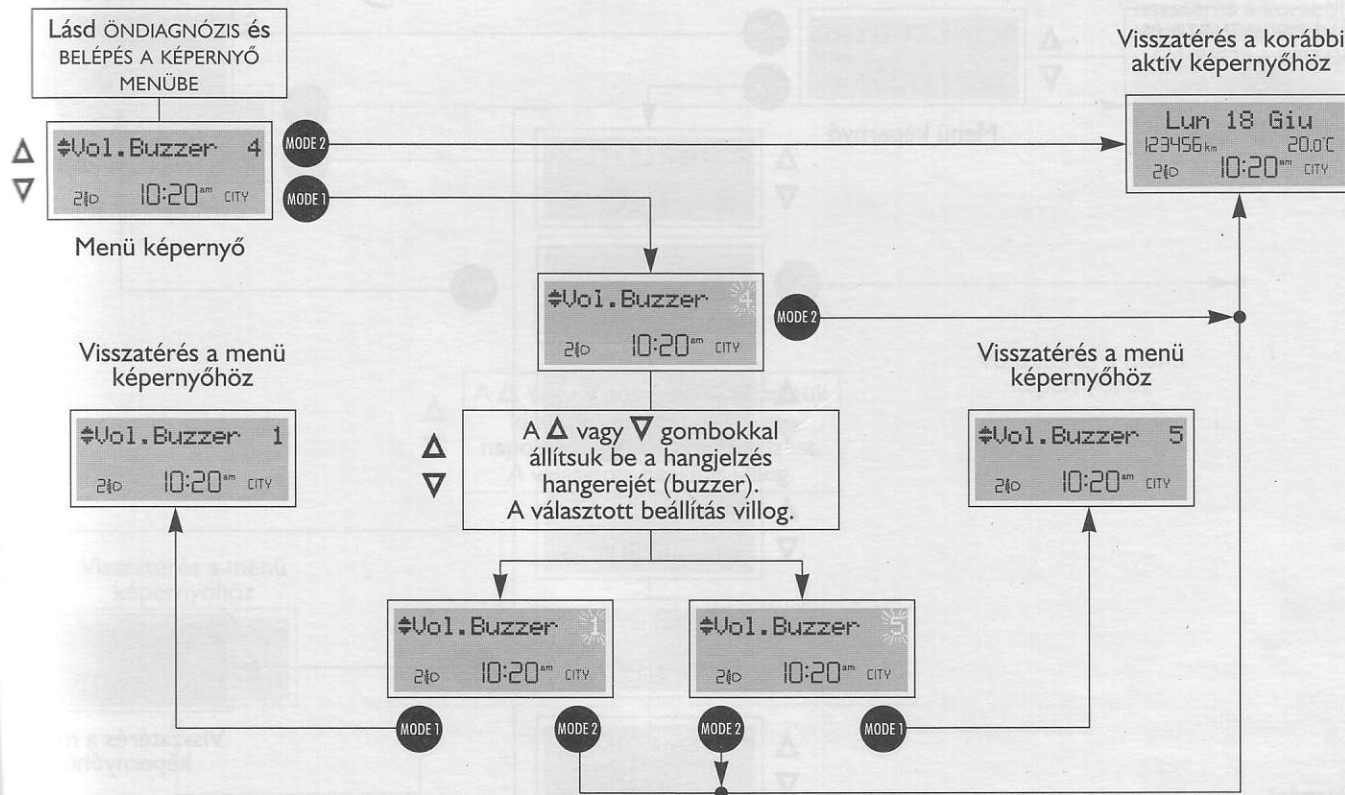 Lásd ÖNDIAGNÓZIS és
BELÉPÉS A KÉPERNYŐ
MENÜBE
Vol.Buzzer 4
10:20 am CITY
MODE 2
MODE 1
Menü képernyő
Visszatérés a korábbi
aktív képernyőhöz
Lun 18 Giu
123456 km 20.0°C
10:20 am CITY
Vol.Buzzer 4
10:20 am CITY
MODE 2
Visszatérés a menü
képernyőhöz
Vol.Buzzer 1
10:20 am CITY
A Δ vagy ∇ gombokkal
állítsuk be a hangjelzés
hangerejét (buzzer).
A választott beállítás villog.
Visszatérés a menü
képernyőhöz
Vol.Buzzer 5
10:20 am CITY
Vol.Buzzer 1
10:20 am CITY
MODE 1
MODE 2
Vol.Buzzer 5
10:20 am CITY
MODE 2
MODE 1